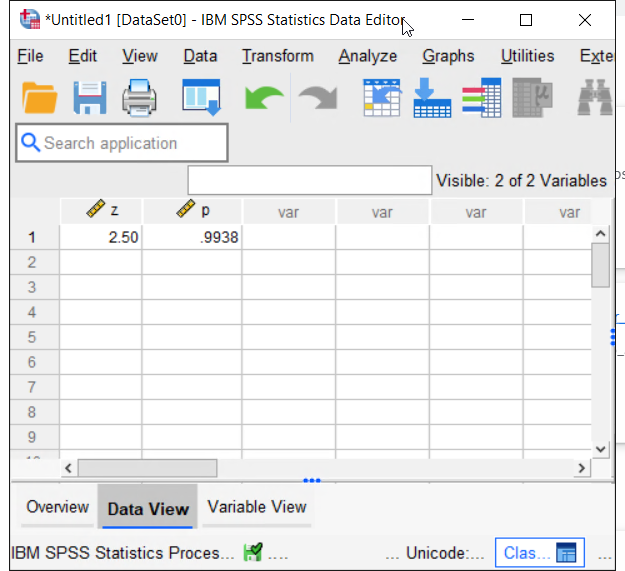 *Untitled1 [DataSet0] - IBM SPSS Statistics Data Editor
File Edit View Data Transform Analyze Graphs Utilities Exte
Search application
Visible: 2 of 2 Variables
z p var var var var
1 2.50 .9938
2
3
4
5
6
7
8
9
Overview Data View Variable View
IBM SPSS Statistics Proces... .... ... Unicode:... Clas... ...